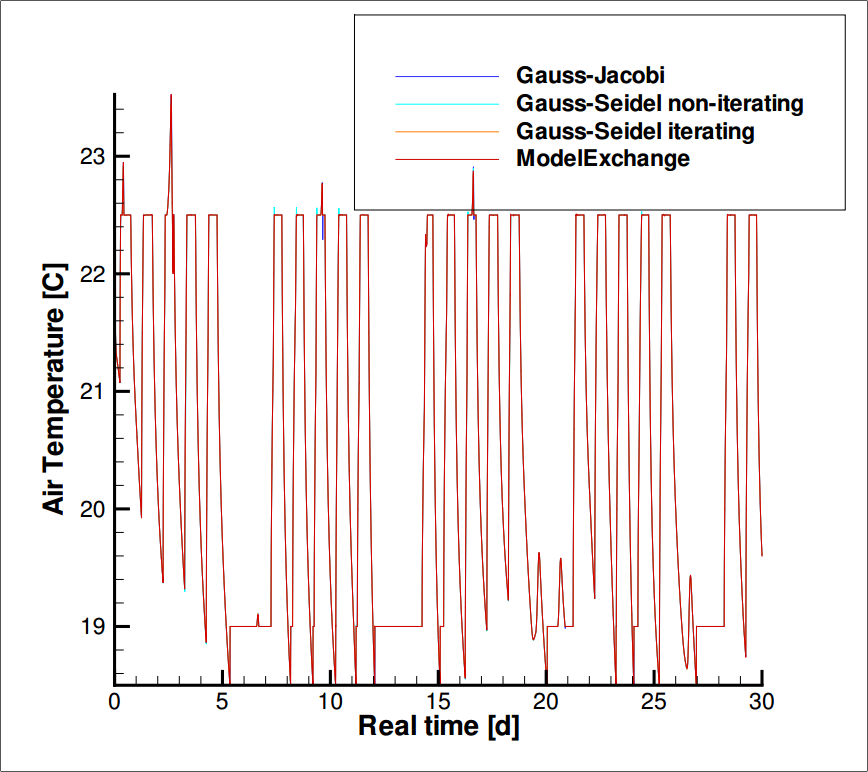 Gauss-Jacobi
Gauss-Seidel non-iterating
Gauss-Seidel iterating
ModelExchange
23
22
21
20
19
Air Temperature [C]
0 5 10 15 20 25 30
Real time [d]